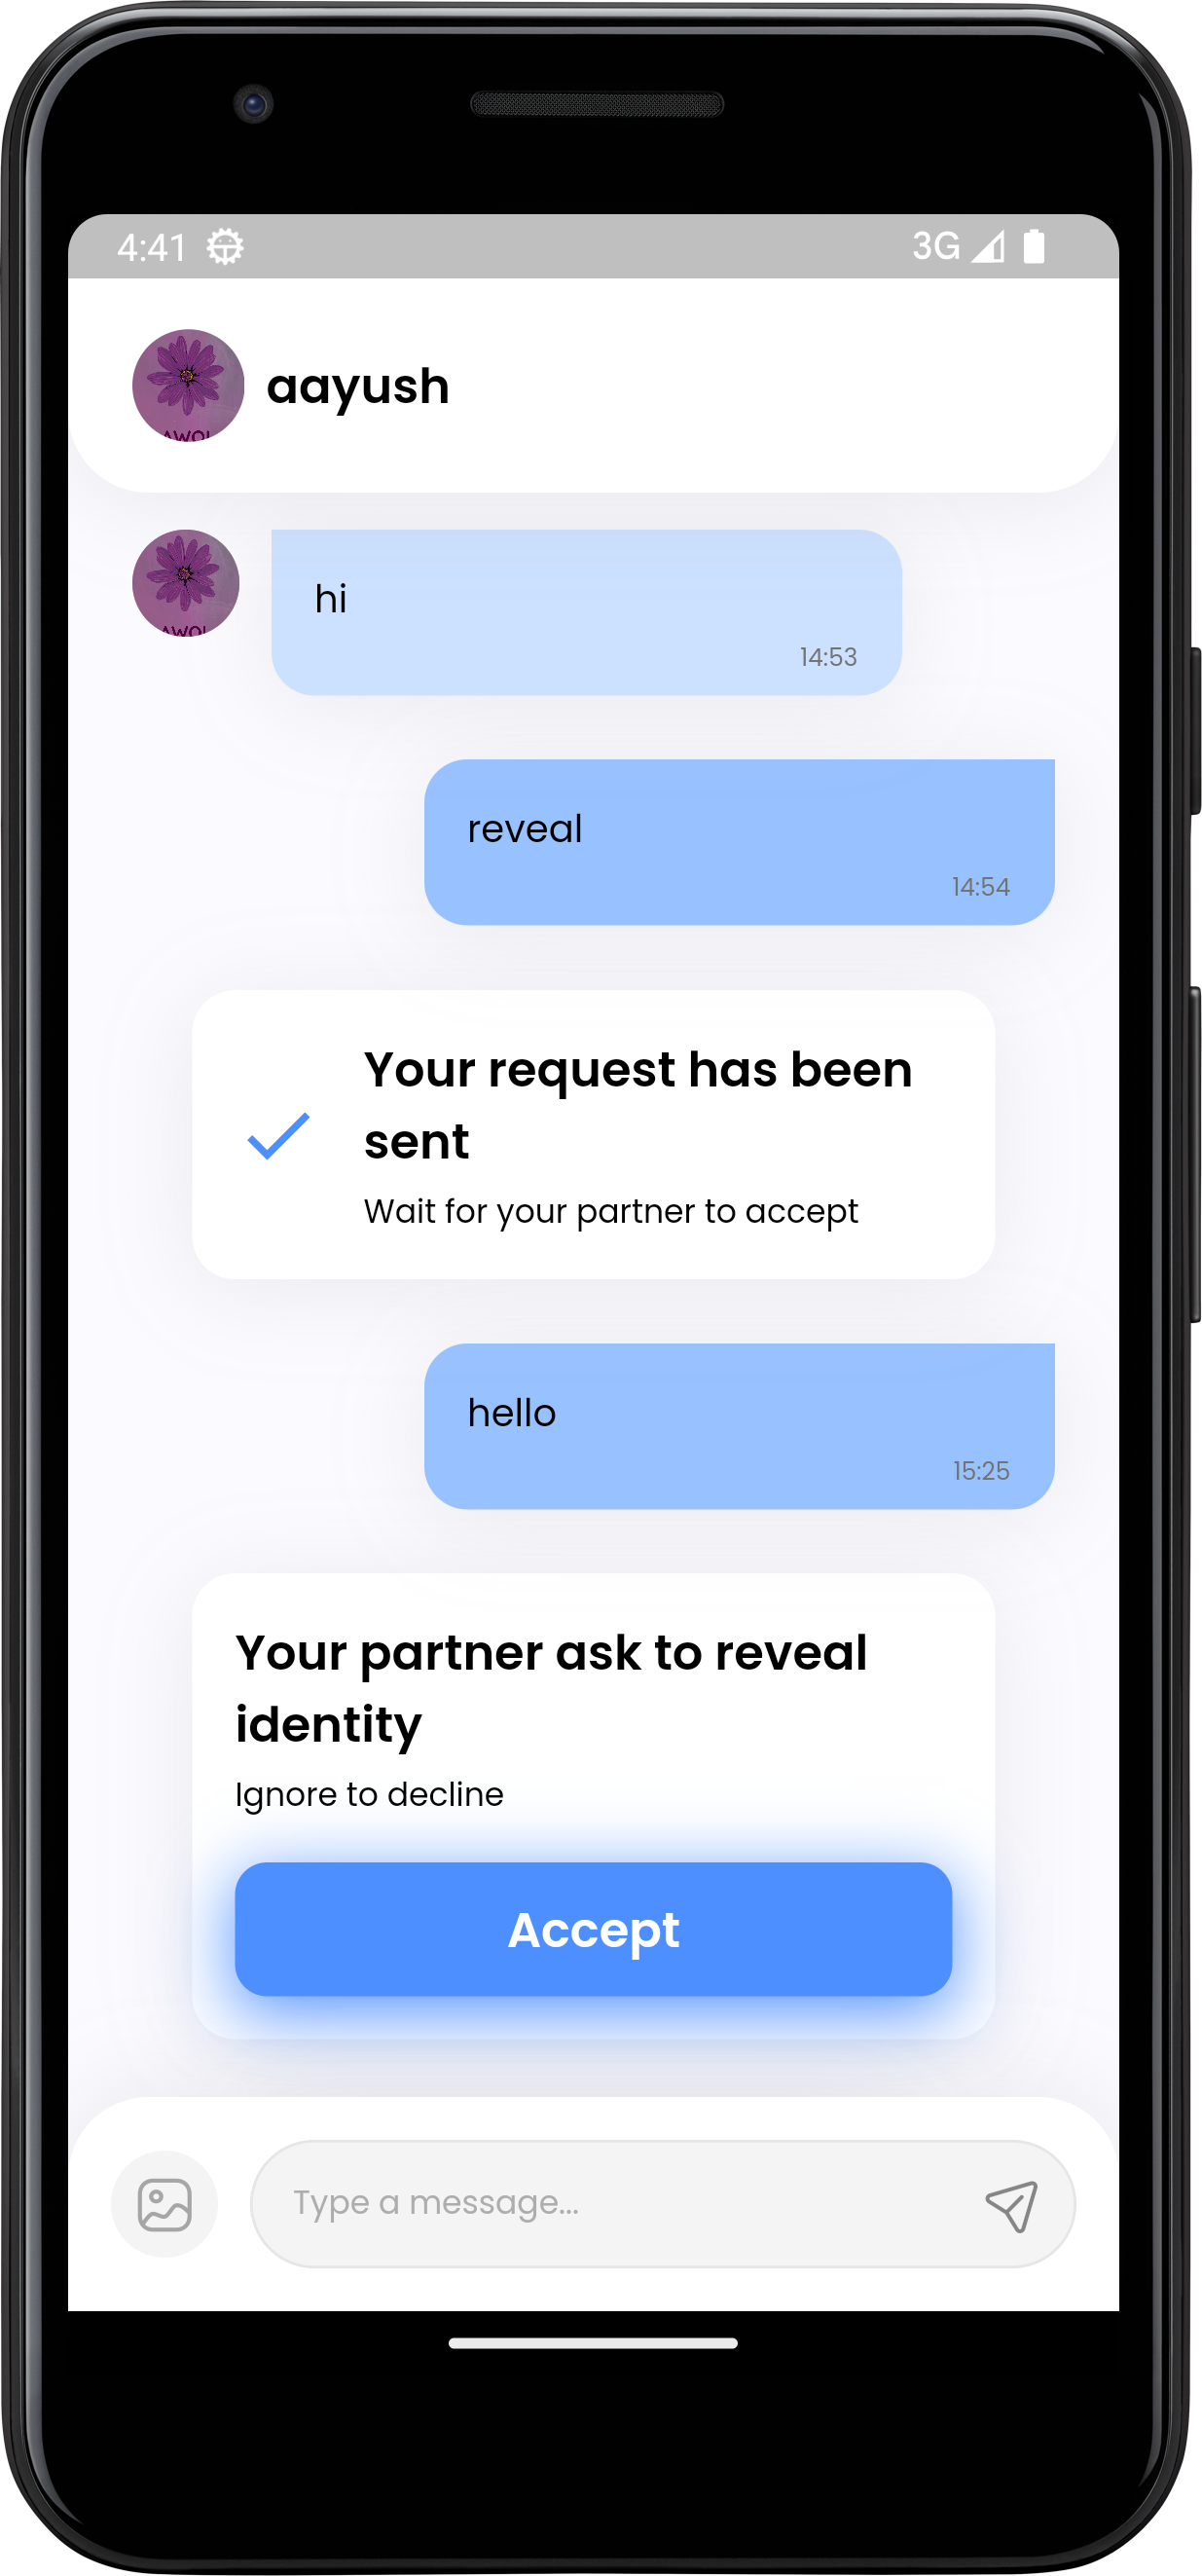 4:41 3G
aayush
hi
14:53
reveal
14:54
Your request has been
sent
Wait for your partner to accept
hello
15:25
Your partner ask to reveal
identity
Ignore to decline
Accept
Type a message...